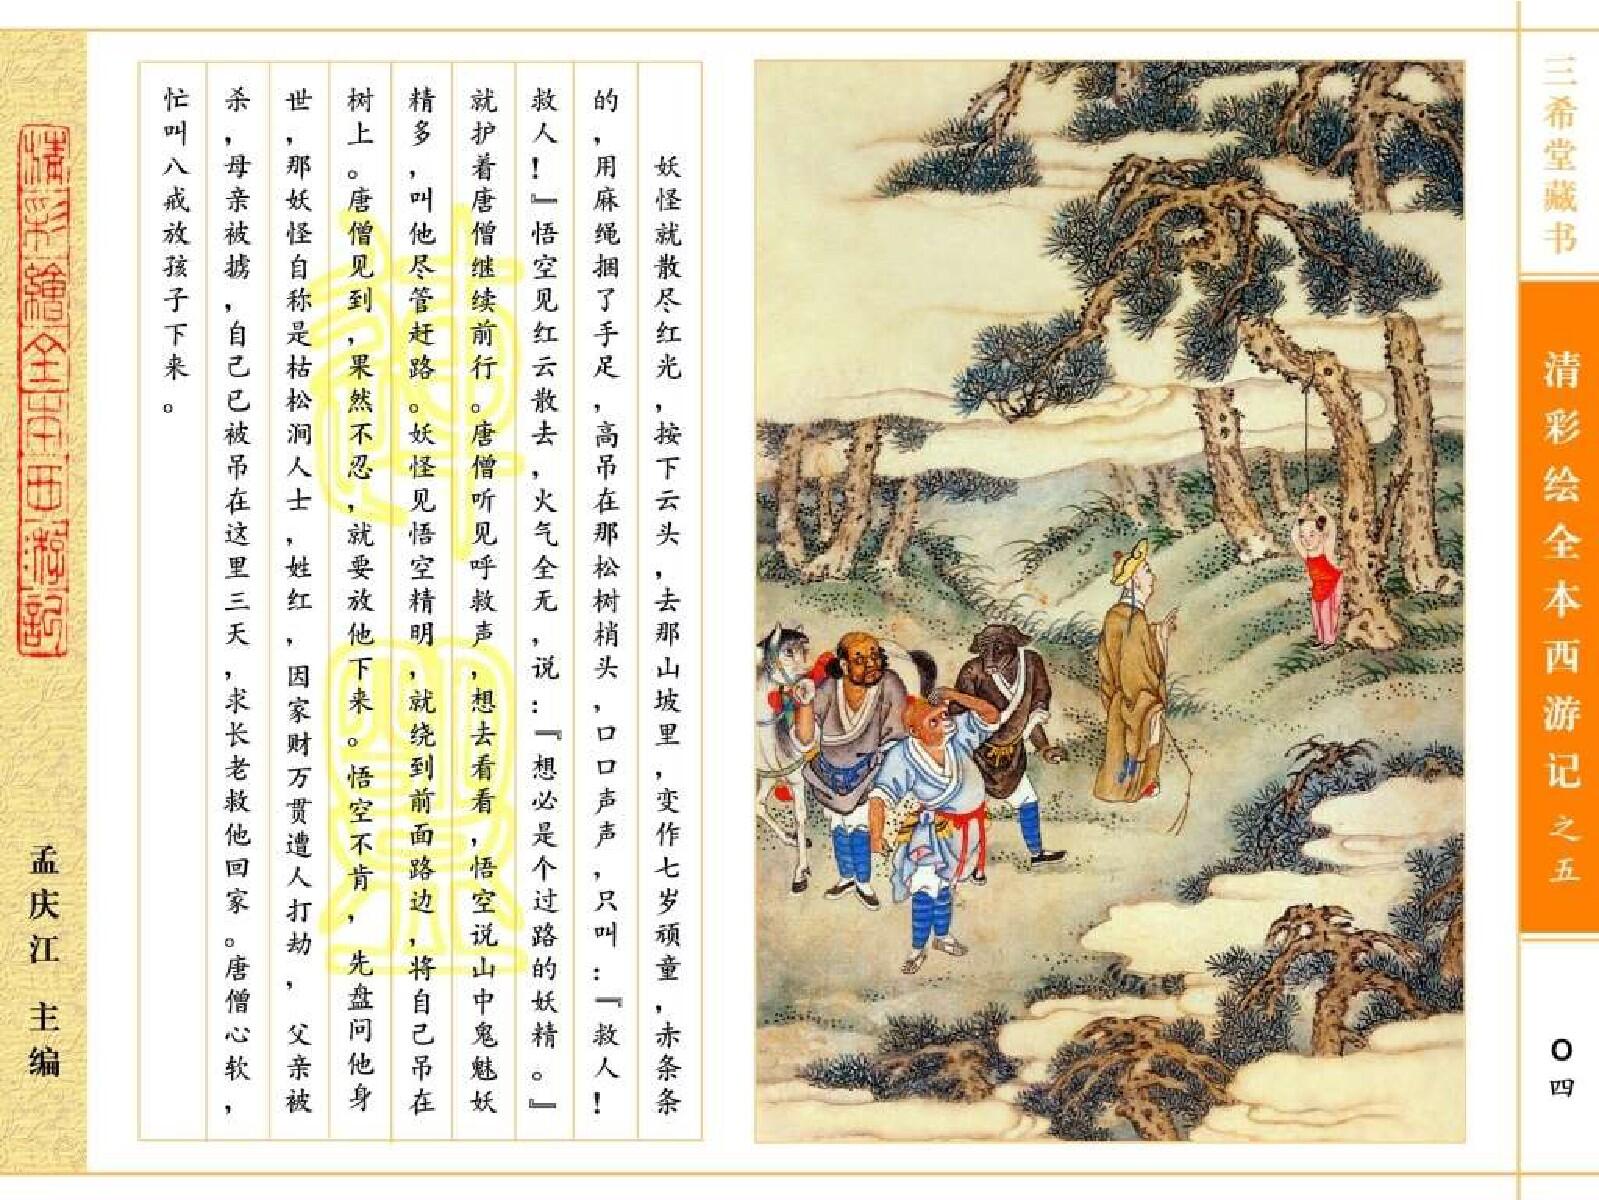 三希堂藏书
清彩绘全本西游记之五
〇四
妖怪就散尽红光，按下云头，去那山坡里，变作七岁顽童，赤条条
的，用麻绳捆了手足，高吊在那松树梢头，口口声声，只叫：『救人！
救人！』悟空见红云散去，火气全无，说：『想必是个过路的妖精。』
就护着唐僧继续前行。唐僧听见呼救声，想去看看，悟空说山中鬼魅妖
精多，叫他尽管赶路。妖怪见悟空精明，就绕到前面路边，将自己吊在
树上。唐僧见到，果然不忍，就要放他下来。悟空不肯，先盘问他身
世，那妖怪自称是枯松涧人士，姓红，因家财万贯遭人打劫，父亲被
杀，母亲被掳，自己已被吊在这里三天，求长老救他回家。唐僧心软，
忙叫八戒放孩子下来。
清彩繪全本西游記
孟庆江 主编